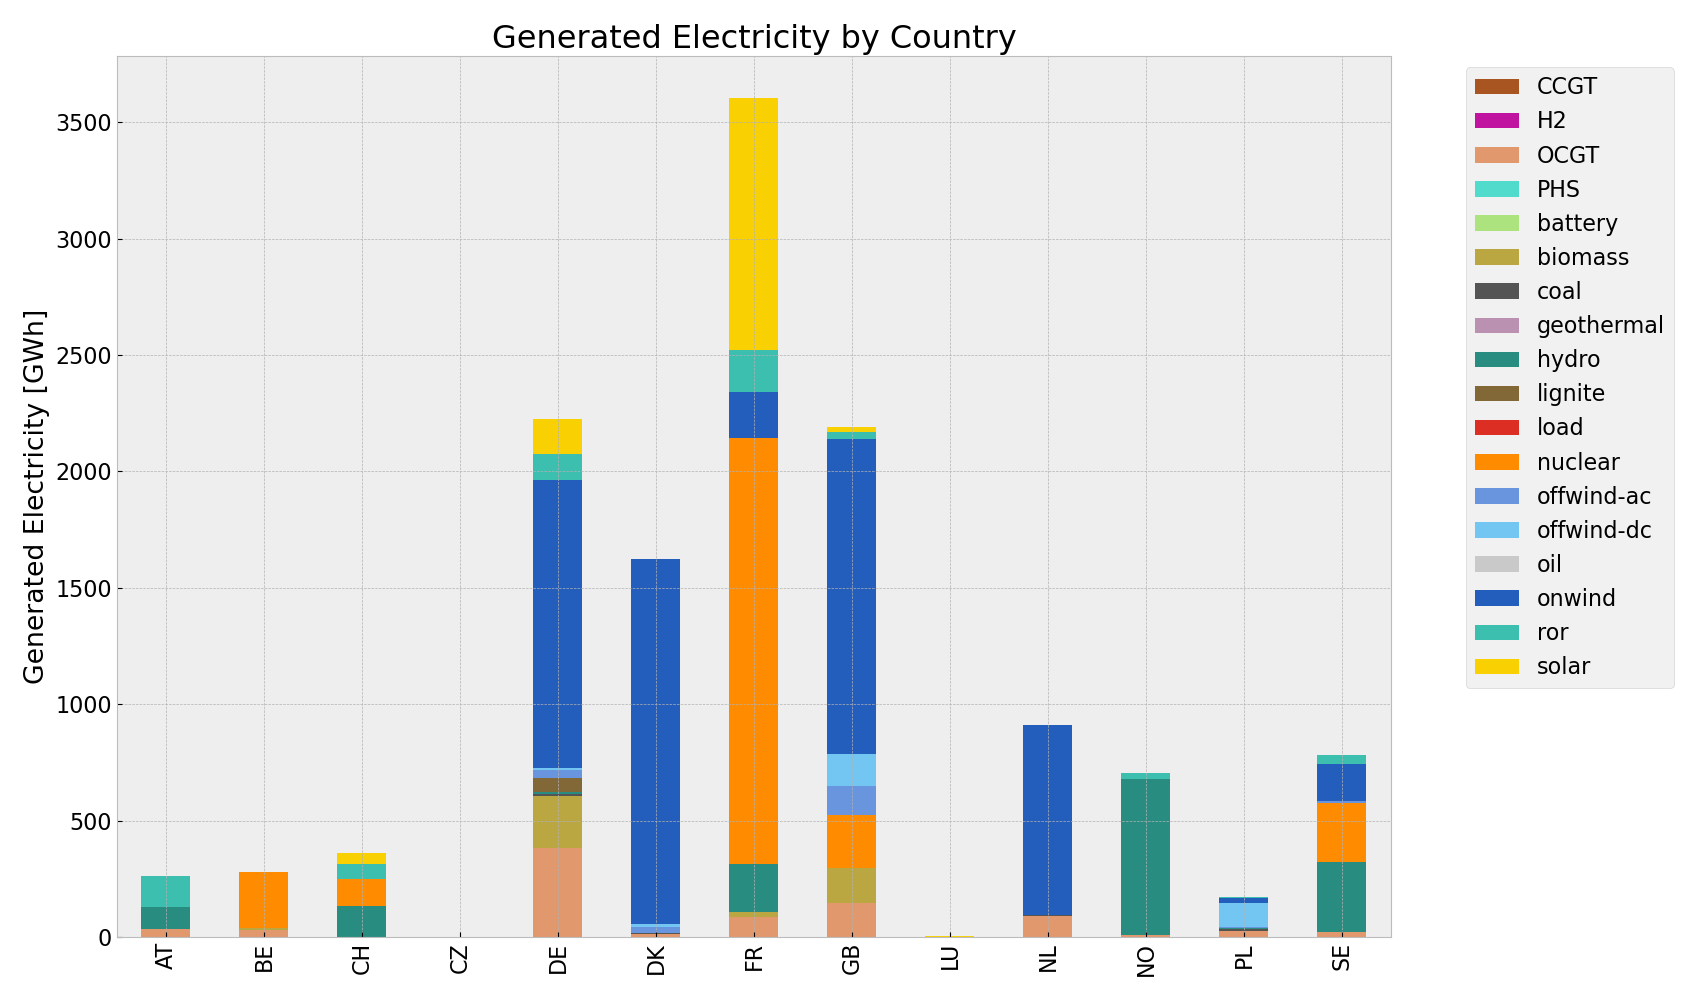 Generated Electricity by Country
Generated Electricity [GWh]
3500
3000
2500
2000
1500
1000
500
0
AT
BE
CH
CZ
DE
DK
FR
GB
LU
NL
NO
PL
SE
CCGT
H2
OCGT
PHS
battery
biomass
coal
geothermal
hydro
lignite
load
nuclear
offwind-ac
offwind-dc
oil
onwind
ror
solar